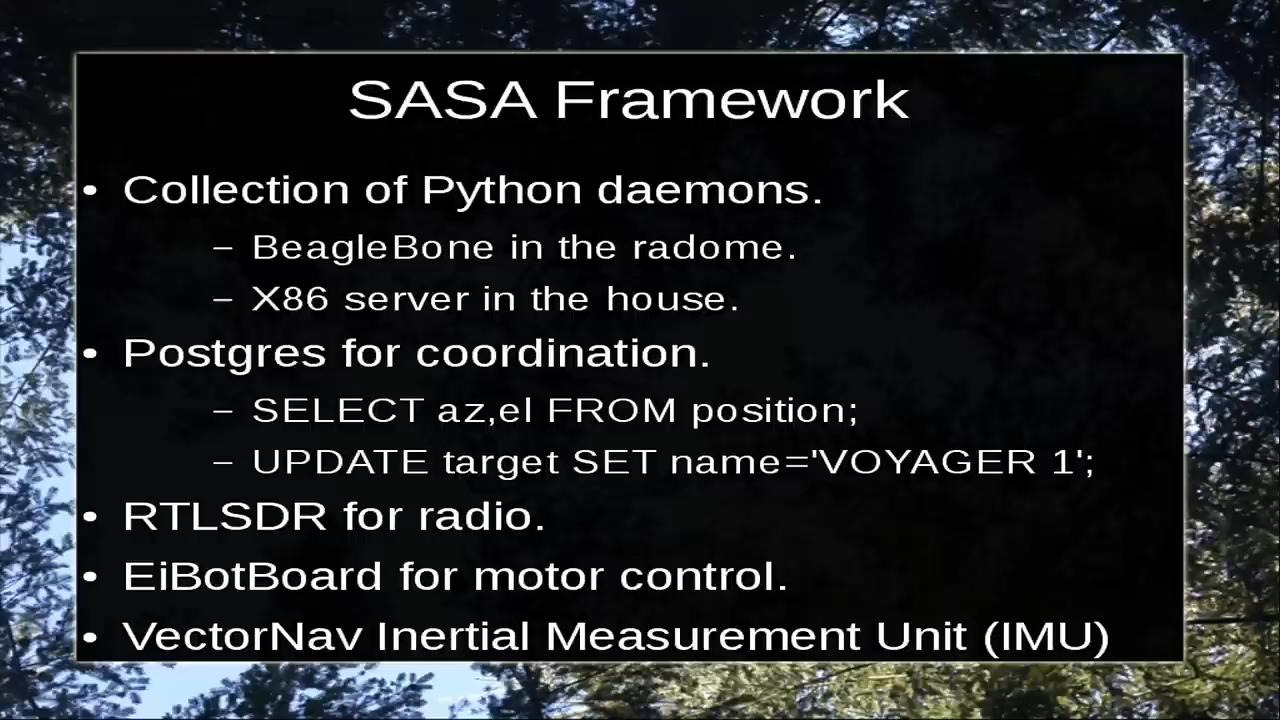 SASA Framework
• Collection of Python daemons.
– BeagleBone in the radome.
– X86 server in the house.
• Postgres for coordination.
– SELECT az,el FROM position;
– UPDATE target SET name='VOYAGER 1';
• RTLSDR for radio.
• EiBotBoard for motor control.
• VectorNav Inertial Measurement Unit (IMU)